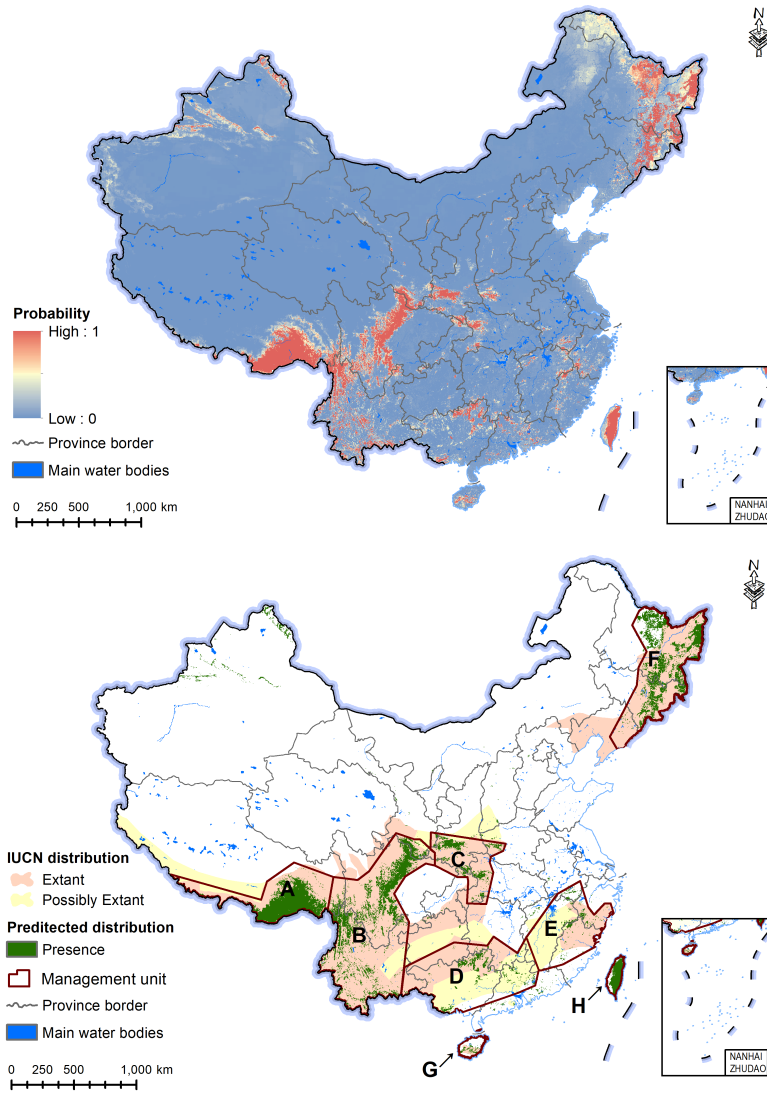 N
Probability
High : 1
Low : 0
Province border
Main water bodies
0 250 500 1,000 km
NANHAI
ZHUDAO
N
F
A
C
B
E
D
H
G
IUCN distribution
Extant
Possibly Extant
Preditected distribution
Presence
Management unit
Province border
Main water bodies
0 250 500 1,000 km
NANHAI
ZHUDAO